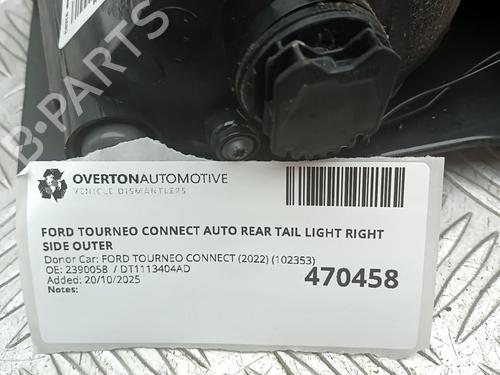 B-PARTS
OVERTONAUTOMOTIVE
VEHICLE DISMANTLERS
FORD TOURNEO CONNECT AUTO REAR TAIL LIGHT RIGHT
SIDE OUTER
Donor Car: FORD TOURNEO CONNECT (2022) (102353)
OE: 2390058 / DT1113404AD
Added: 20/10/2025
Notes:
470458